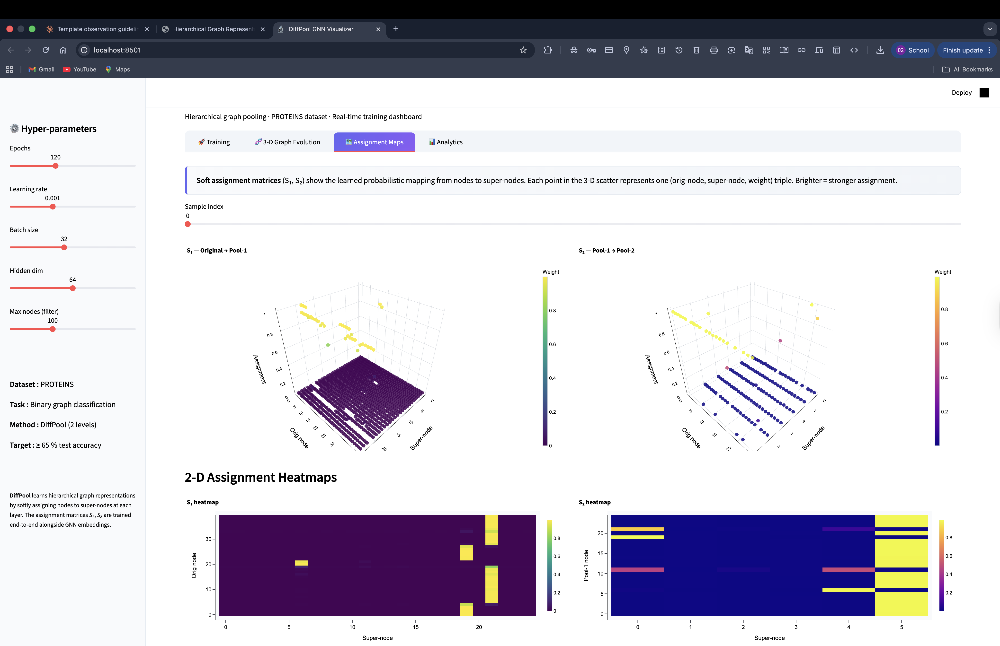 Template observation guidelin
Hierarchical Graph Represent
DiffPool GNN Visualizer
localhost:8501
02 School
Finish update
Gmail
YouTube
Maps
All Bookmarks
Deploy
Hyper-parameters
Epochs
120
Learning rate
0.001
Batch size
32
Hidden dim
64
Max nodes (filter)
100
Dataset : PROTEINS
Task : Binary graph classification
Method : DiffPool (2 levels)
Target : ≥ 65 % test accuracy
DiffPool learns hierarchical graph representations
by softly assigning nodes to super-nodes at each
layer. The assignment matrices S₁, S₂ are trained
end-to-end alongside GNN embeddings.
Hierarchical graph pooling · PROTEINS dataset · Real-time training dashboard
Training
3-D Graph Evolution
Assignment Maps
Analytics
Soft assignment matrices (S₁, S₂) show the learned probabilistic mapping from nodes to super-nodes. Each point in the 3-D scatter represents one (orig-node, super-node, weight) triple. Brighter = stronger assignment.
Sample index
0
S₁ — Original → Pool-1
Weight
0.8
0.6
0.4
0.2
0
1
0.8
0.6
0.4
0.2
0
Assignment
0
5
10
15
20
25
30
Orig node
0
5
10
15
20
Super-node
S₂ — Pool-1 → Pool-2
Weight
0.8
0.6
0.4
0.2
1
0.8
0.6
0.4
0.2
0
Assignment
0
5
10
15
20
Orig node
0
1
2
3
4
Super-node
2-D Assignment Heatmaps
S₁ heatmap
30
20
10
0
Orig node
0
5
10
15
20
Super-node
0.8
0.6
0.4
0.2
0
S₂ heatmap
20
15
10
5
0
Pool-1 node
0
1
2
3
4
5
Super-node
0.8
0.6
0.4
0.2